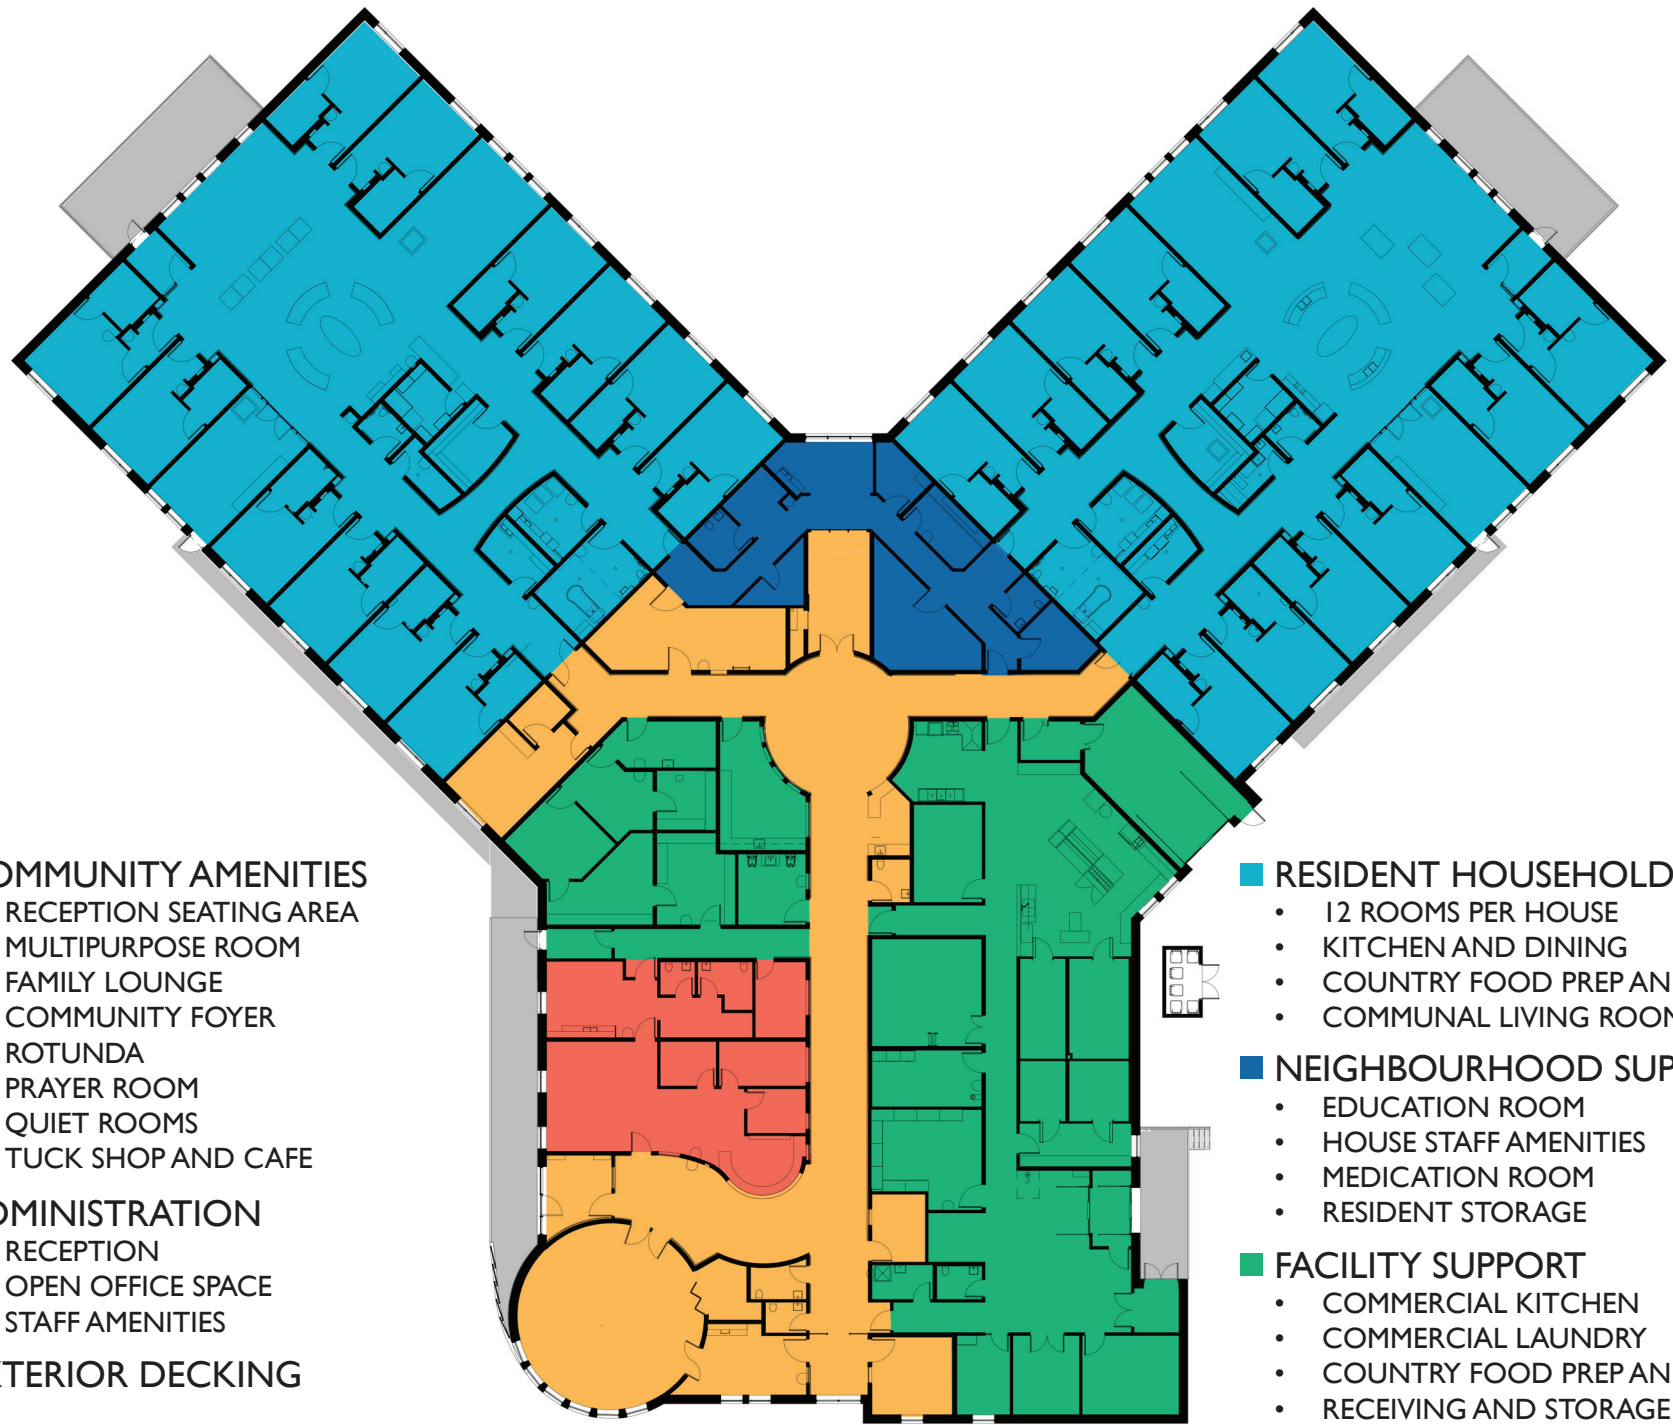 OMMUNITY AMENITIES
RECEPTION SEATING AREA
MULTIPURPOSE ROOM
FAMILY LOUNGE
COMMUNITY FOYER
ROTUNDA
PRAYER ROOM
QUIET ROOMS
TUCK SHOP AND CAFE
DMINISTRATION
RECEPTION
OPEN OFFICE SPACE
STAFF AMENITIES
XTERIOR DECKING
RESIDENT HOUSEHOLD
• 12 ROOMS PER HOUSE
• KITCHEN AND DINING
• COUNTRY FOOD PREP AN
• COMMUNAL LIVING ROOM
NEIGHBOURHOOD SUP
• EDUCATION ROOM
• HOUSE STAFF AMENITIES
• MEDICATION ROOM
• RESIDENT STORAGE
FACILITY SUPPORT
• COMMERCIAL KITCHEN
• COMMERCIAL LAUNDRY
• COUNTRY FOOD PREP AN
• RECEIVING AND STORAGE